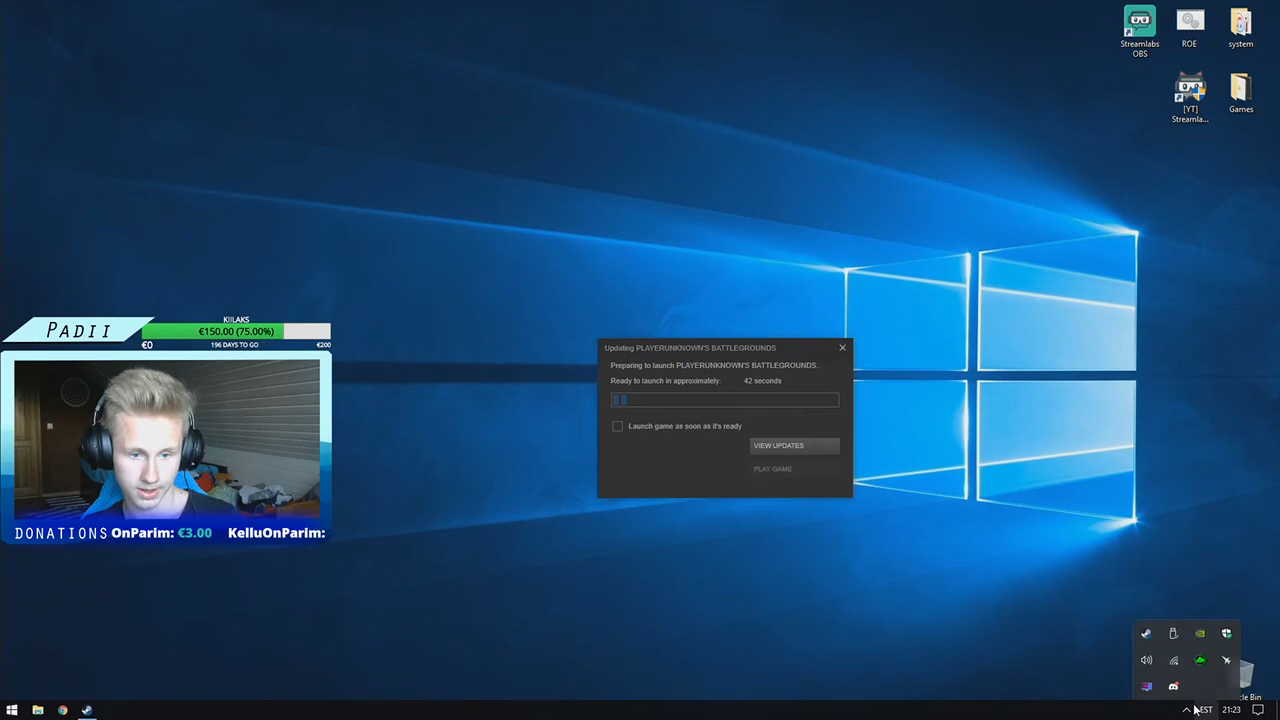 Streamlabs
OBS
ROE
system
[YT]
Streamla...
Games
PADII
KIILAKS
€150.00 (75.00%)
€0
196 DAYS TO GO
€200
DONATIONS OnParim: €3.00 KelluOnParim:
Updating PLAYERUNKNOWN'S BATTLEGROUNDS
Preparing to launch PLAYERUNKNOWN'S BATTLEGROUNDS..
Ready to launch in approximately: 42 seconds
Launch game as soon as it's ready
VIEW UPDATES
PLAY GAME
cle Bin
EST
21:23